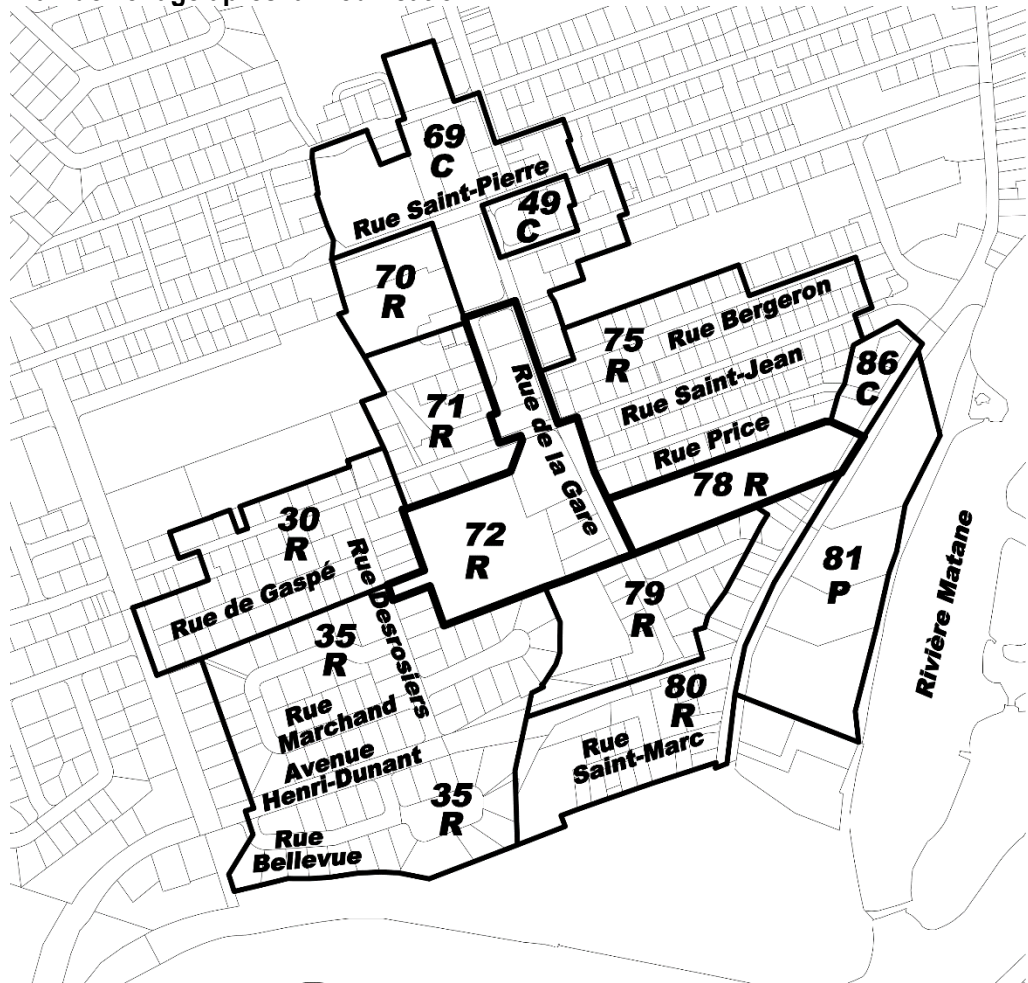 69
C
Rue Saint-Pierre
49
C
70
R
75
R
Rue Bergeron
Rue Saint-Jean
86
C
71
R
Rue de la Gare
Rue Price
78 R
30
R
Rue de Gaspé
Rue Desrosiers
72
R
81
P
Rivière Matane
79
R
35
R
Rue
Marchand
80
R
Rue
Saint-Marc
Avenue
Henri-Dunant
35
R
Rue
Bellevue